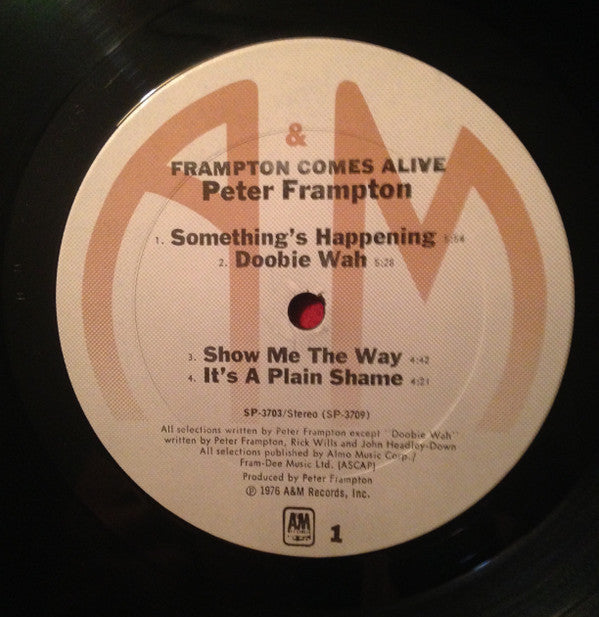 &
FRAMPTON COMES ALIVE
Peter Frampton
1. Something's Happening 5:54
2. Doobie Wah 5:28
3. Show Me The Way 4:42
4. It's A Plain Shame 4:21
SP-3703/Stereo (SP-3709)
All selections written by Peter Frampton except "Doobie Wah"
written by Peter Frampton, Rick Wills and John Headley-Down
All selections published by Almo Music Corp./
Fram-Dee Music Ltd. (ASCAP)
Produced by Peter Frampton
℗ 1976 A&M Records, Inc.
A&M
RECORDS
1